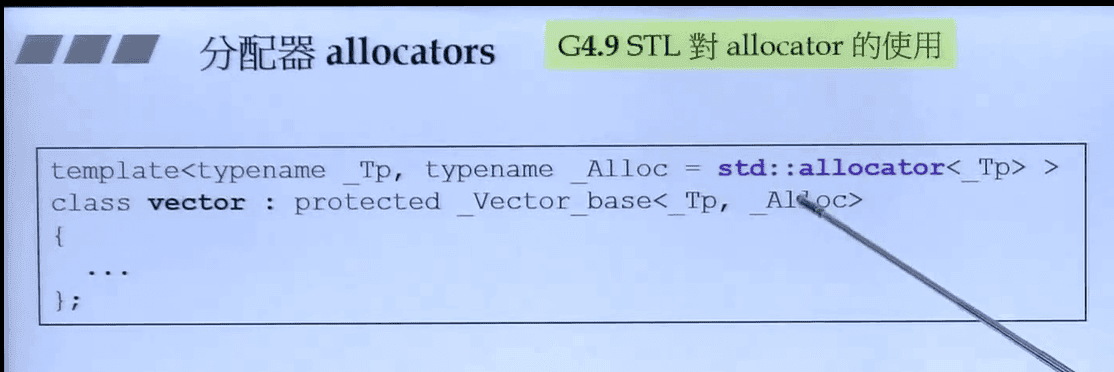 分配器 allocators
G4.9 STL 對 allocator 的使用
template<typename _Tp, typename _Alloc = std::allocator<_Tp> >
class vector : protected _Vector_base<_Tp, _Alloc>
{
...
};